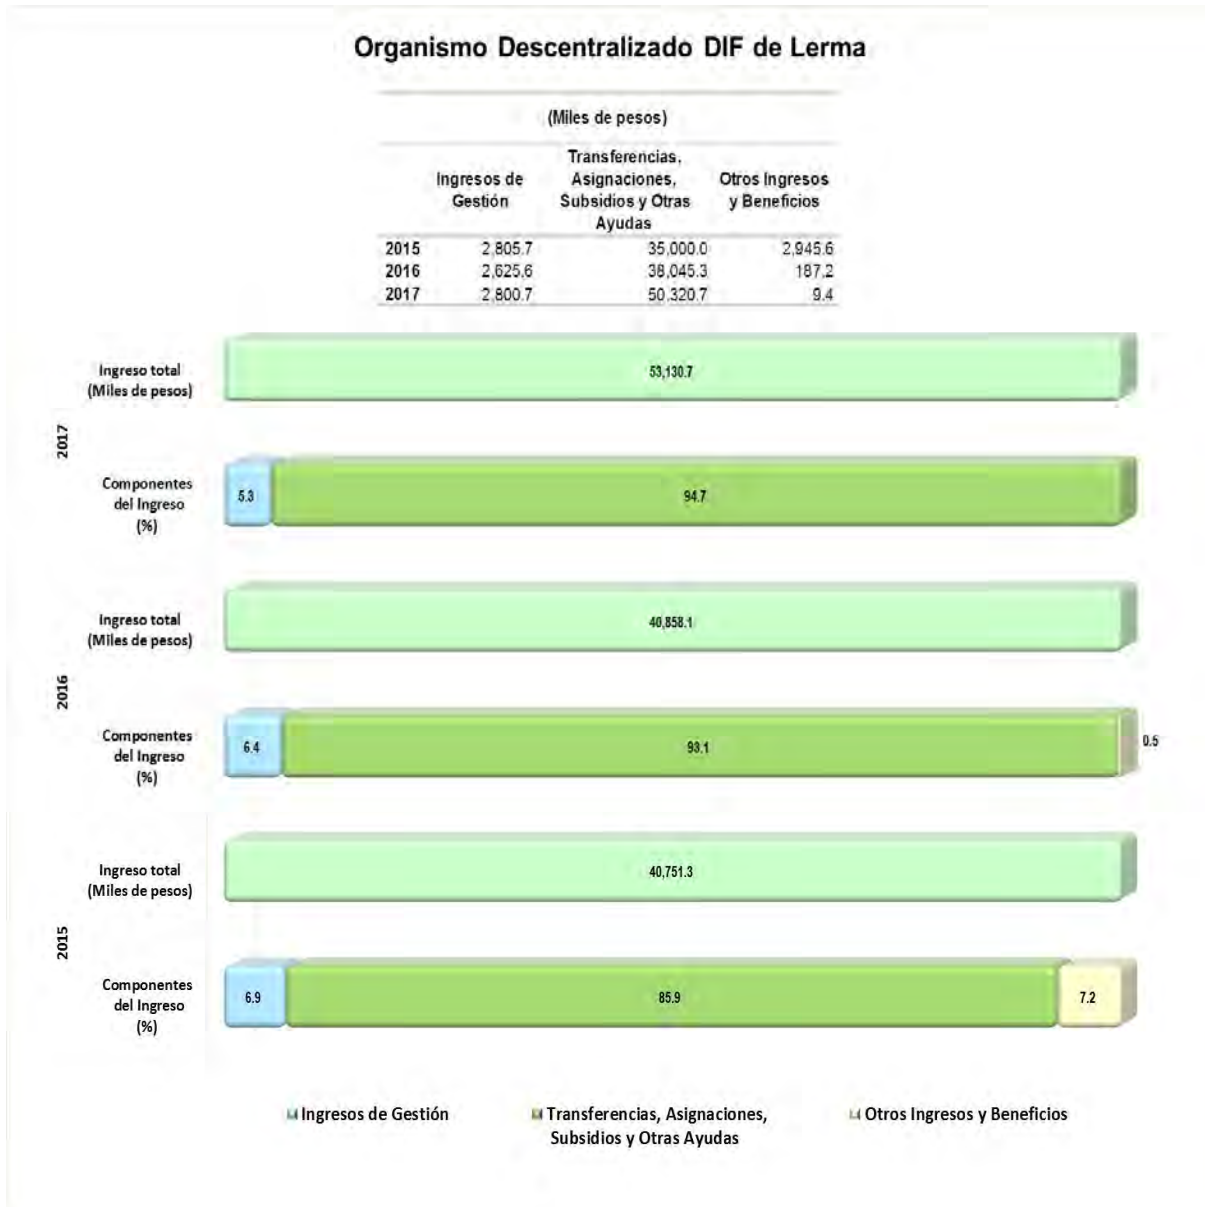 Organismo Descentralizado DIF de Lerma
(Miles de pesos)
Ingresos de Gestión
Transferencias, Asignaciones, Subsidios y Otras Ayudas
Otros Ingresos y Beneficios
2015 2,805.7 35,000.0 2,945.6
2016 2,625.6 38,045.3 187.2
2017 2,800.7 50,320.7 9.4
2017
Ingreso total
(Miles de pesos)
53,130.7
Componentes
del Ingreso
(%)
5.3 94.7
2016
Ingreso total
(Miles de pesos)
40,858.1
Componentes
del Ingreso
(%)
6.4 93.1 0.5
2015
Ingreso total
(Miles de pesos)
40,751.3
Componentes
del Ingreso
(%)
6.9 85.9 7.2
Ingresos de Gestión
Transferencias, Asignaciones,
Subsidios y Otras Ayudas
Otros Ingresos y Beneficios